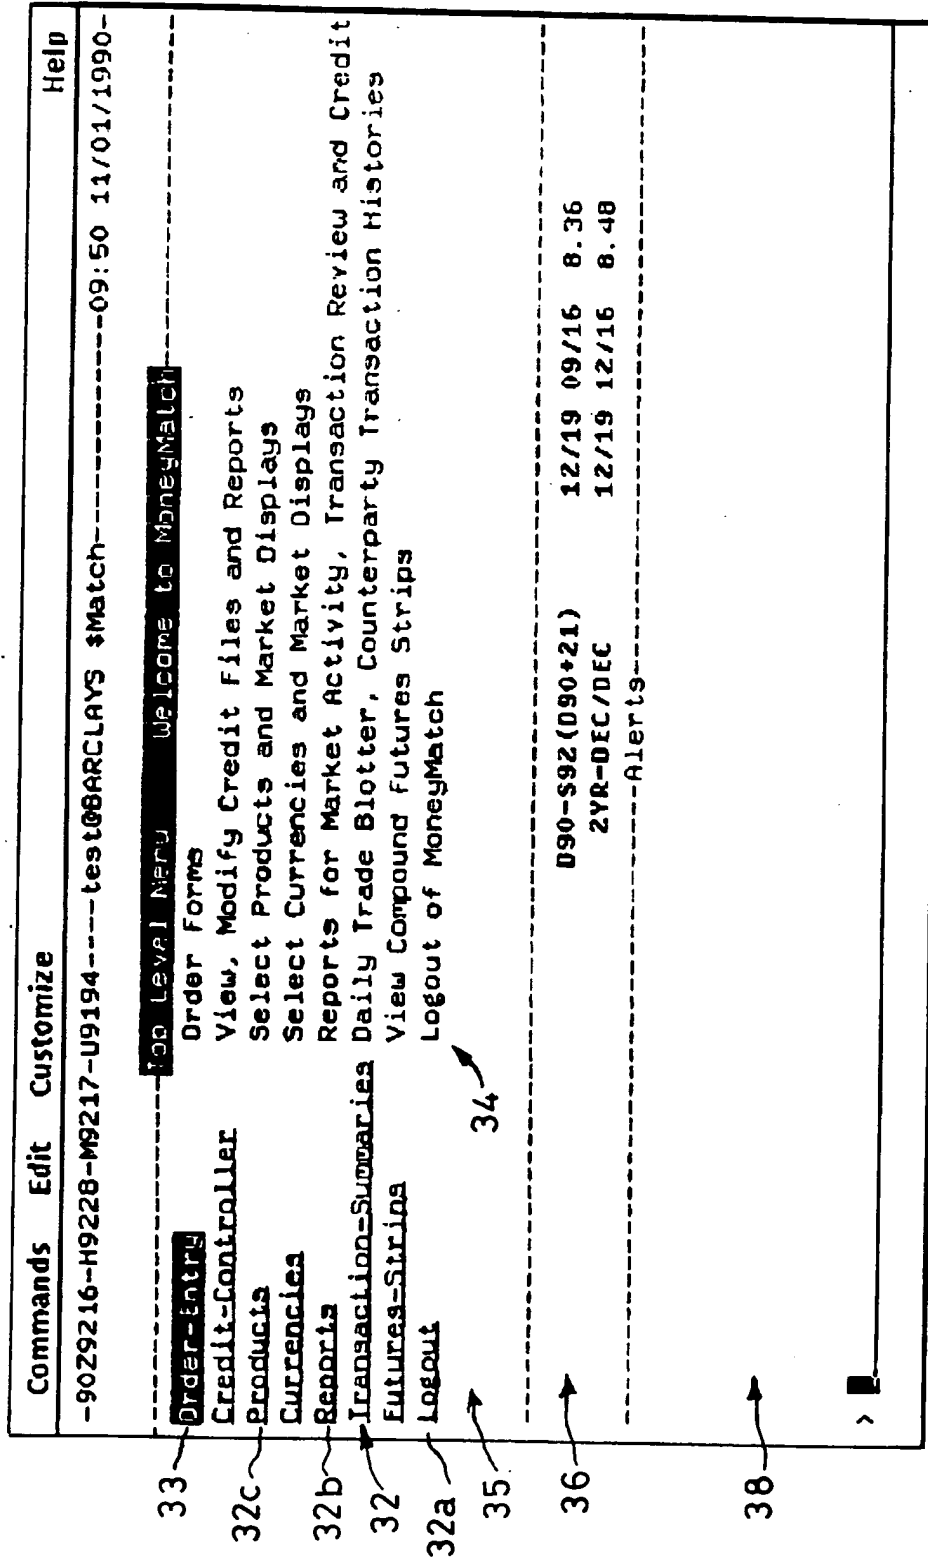 Commands Edit Customize Help
-9029216-H9228-M9217-U9194----test@BARCLAYS $Match-------------09:50 11/01/1990-
Top Level Menu Welcome to MoneyMatch
33 Order-Entry Order Forms
Credit-Controller View, Modify Credit Files and Reports
32c Products Select Products and Market Displays
Currencies Select Currencies and Market Displays
32b Reports Reports for Market Activity, Transaction Review and Credit
32 Transaction-Summaries Daily Trade Blotter, Counterparty Transaction Histories
Futures-Strips View Compound Futures Strips
32a Logout Logout of MoneyMatch
34
35
36 D90-S92(D90+21) 12/19 09/16 8.36
2YR-DEC/DEC 12/19 12/16 8.48
Alerts
38
>